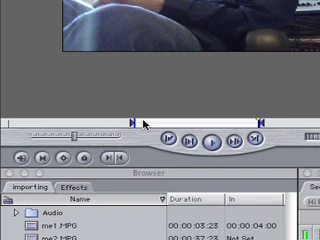 Browser
importing Effects
Name Duration In
Audio
me1.MPG 00:00:03;23 00:00:04:00
me2.MPG 00:00:37;23 Not Set